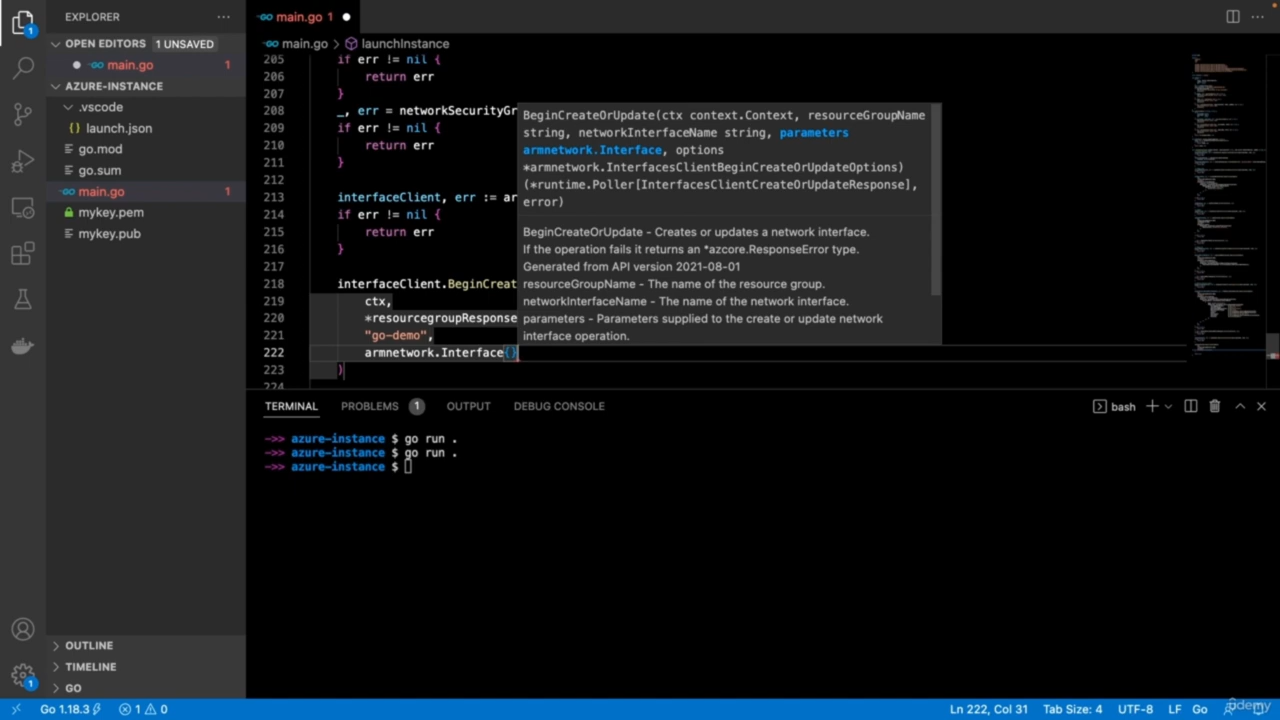 EXPLORER
OPEN EDITORS 1 UNSAVED
main.go 1
AZURE-INSTANCE
.vscode
launch.json
go.mod
go.sum
main.go 1
mykey.pem
mykey.pub
OUTLINE
TIMELINE
GO
1
1
main.go 1
main.go > launchInstance
205 if err != nil {
206 return err
207 }
208 _, err = networkSecurityGr
209 if err != nil {
210 return err
211 }
212
213 interfaceClient, err := ar
214 if err != nil {
215 return err
216 }
217
218 interfaceClient.BeginCreat
219 ctx,
220 *resourcegroupResponse
221 "go-demo",
222 armnetwork.Interface{}
223 )
224
BeginCreateOrUpdate(ctx context.Context, resourceGroupName
string, networkInterfaceName string, parameters
armnetwork.Interface, options
*armnetwork.InterfacesClientBeginCreateOrUpdateOptions)
(*runtime.Poller[InterfacesClientCreateOrUpdateResponse],
error)
BeginCreateOrUpdate - Creates or updates a network interface.
If the operation fails it returns an *azcore.ResponseError type.
Generated from API version 2021-08-01
resourceGroupName - The name of the resource group.
networkInterfaceName - The name of the network interface.
parameters - Parameters supplied to the create or update network
interface operation.
TERMINAL PROBLEMS 1 OUTPUT DEBUG CONSOLE
bash
->> azure-instance $ go run .
->> azure-instance $ go run .
->> azure-instance $
Go 1.18.3 1 0
Ln 222, Col 31 Tab Size: 4 UTF-8 LF Go
udemy